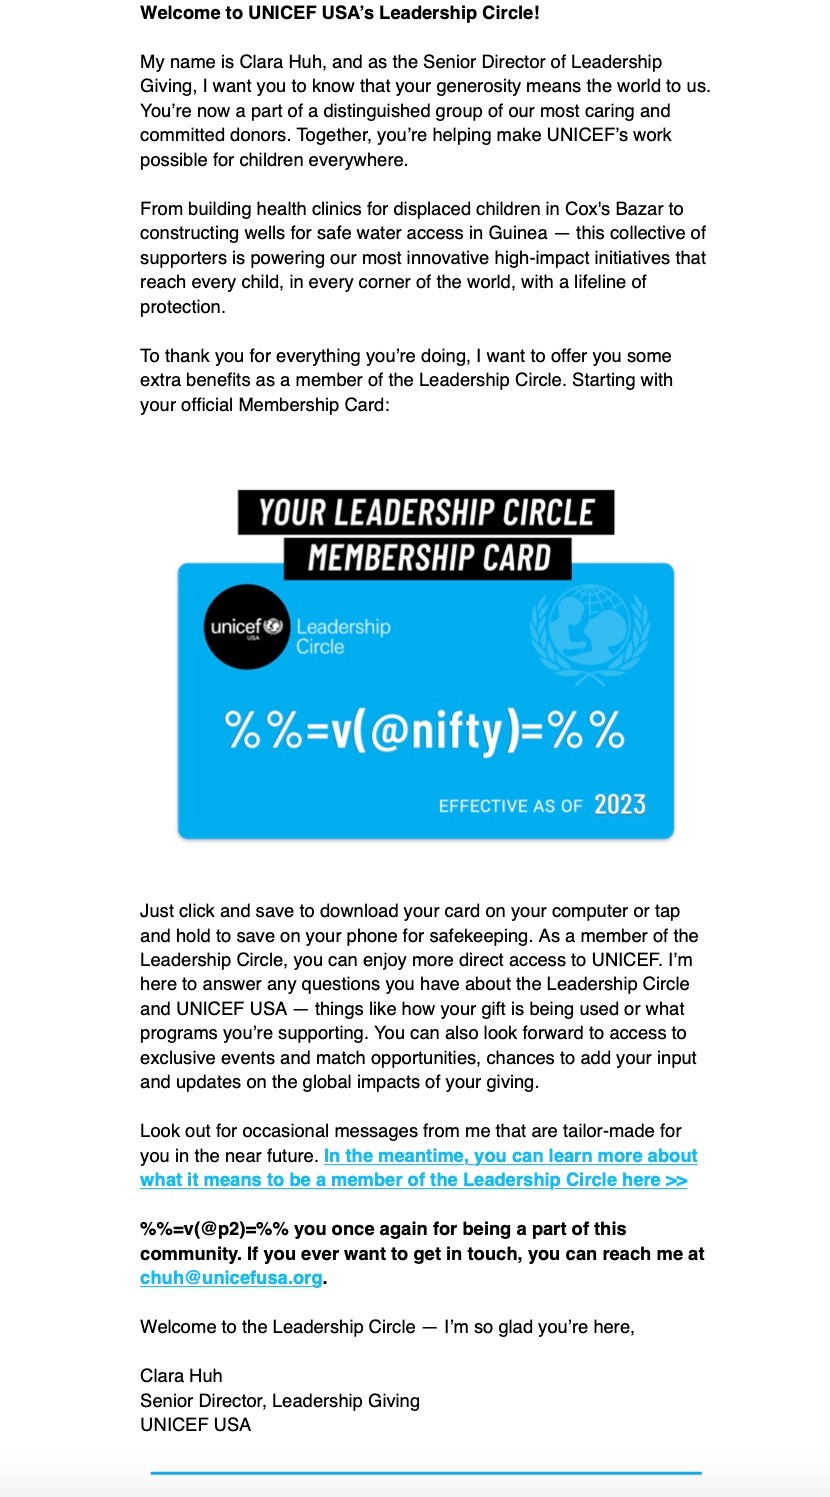 Welcome to UNICEF USA’s Leadership Circle!
My name is Clara Huh, and as the Senior Director of Leadership
Giving, I want you to know that your generosity means the world to us.
You’re now a part of a distinguished group of our most caring and
committed donors. Together, you’re helping make UNICEF’s work
possible for children everywhere.
From building health clinics for displaced children in Cox's Bazar to
constructing wells for safe water access in Guinea — this collective of
supporters is powering our most innovative high-impact initiatives that
reach every child, in every corner of the world, with a lifeline of
protection.
To thank you for everything you’re doing, I want to offer you some
extra benefits as a member of the Leadership Circle. Starting with
your official Membership Card:
YOUR LEADERSHIP CIRCLE
MEMBERSHIP CARD
unicef
USA
Leadership
Circle
%%=v(@nifty)=%%
EFFECTIVE AS OF 2023
Just click and save to download your card on your computer or tap
and hold to save on your phone for safekeeping. As a member of the
Leadership Circle, you can enjoy more direct access to UNICEF. I’m
here to answer any questions you have about the Leadership Circle
and UNICEF USA — things like how your gift is being used or what
programs you’re supporting. You can also look forward to access to
exclusive events and match opportunities, chances to add your input
and updates on the global impacts of your giving.
Look out for occasional messages from me that are tailor-made for
you in the near future. In the meantime, you can learn more about
what it means to be a member of the Leadership Circle here >>
%%=v(@p2)=%% you once again for being a part of this
community. If you ever want to get in touch, you can reach me at
chuh@unicefusa.org.
Welcome to the Leadership Circle — I’m so glad you’re here,
Clara Huh
Senior Director, Leadership Giving
UNICEF USA